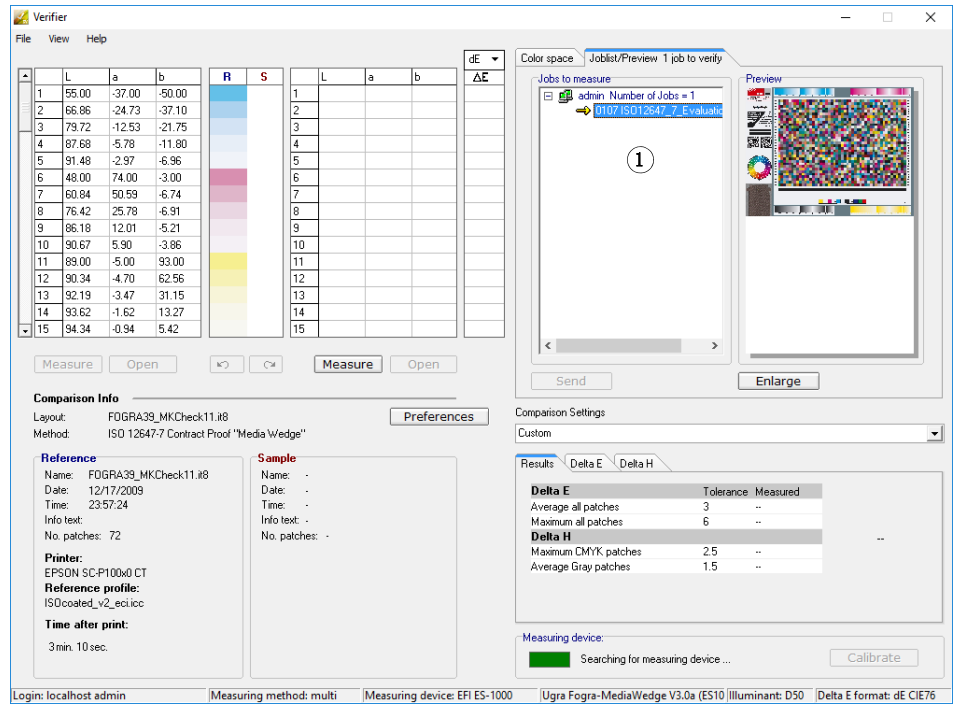 Verifier
File View Help
dE
L a b R S L a b ΔE
1 55.00 -37.00 -50.00 1
2 66.86 -24.73 -37.10 2
3 79.72 -12.53 -21.75 3
4 87.68 -5.78 -11.80 4
5 91.48 -2.97 -6.96 5
6 48.00 74.00 -3.00 6
7 60.84 50.59 -6.74 7
8 76.42 25.78 -6.91 8
9 86.18 12.01 -5.21 9
10 90.67 5.90 -3.86 10
11 89.00 -5.00 93.00 11
12 90.34 -4.70 62.56 12
13 92.19 -3.47 31.15 13
14 93.62 -1.62 13.27 14
15 94.34 -0.94 5.42 15
Measure Open Measure Open
Comparison Info
Layout: FOGRA39_MKCheck11.it8 Preferences
Method: ISO 12647-7 Contract Proof "Media Wedge"
Reference
Name: FOGRA39_MKCheck11.it8
Date: 12/17/2009
Time: 23:57:24
Info text:
No. patches: 72
Printer:
EPSON SC-P100x0 CT
Reference profile:
ISOcoated_v2_eci.icc
Time after print:
3 min. 10 sec.
Sample
Name: -
Date: -
Time: -
Info text: -
No. patches: -
Color space Joblist/Preview 1 job to verify
Jobs to measure
admin Number of Jobs = 1
0107 ISO12647_7_Evaluatio
1
Preview
Send Enlarge
Comparison Settings
Custom
Results Delta E Delta H
Delta E Tolerance Measured
Average all patches 3 --
Maximum all patches 6 --
Delta H --
Maximum CMYK patches 2.5 --
Average Gray patches 1.5 --
Measuring device:
Searching for measuring device ... Calibrate
Login: localhost admin Measuring method: multi Measuring device: EFI ES-1000 Ugra Fogra-MediaWedge V3.0a (ES10 Illuminant: D50 Delta E format: dE CIE76